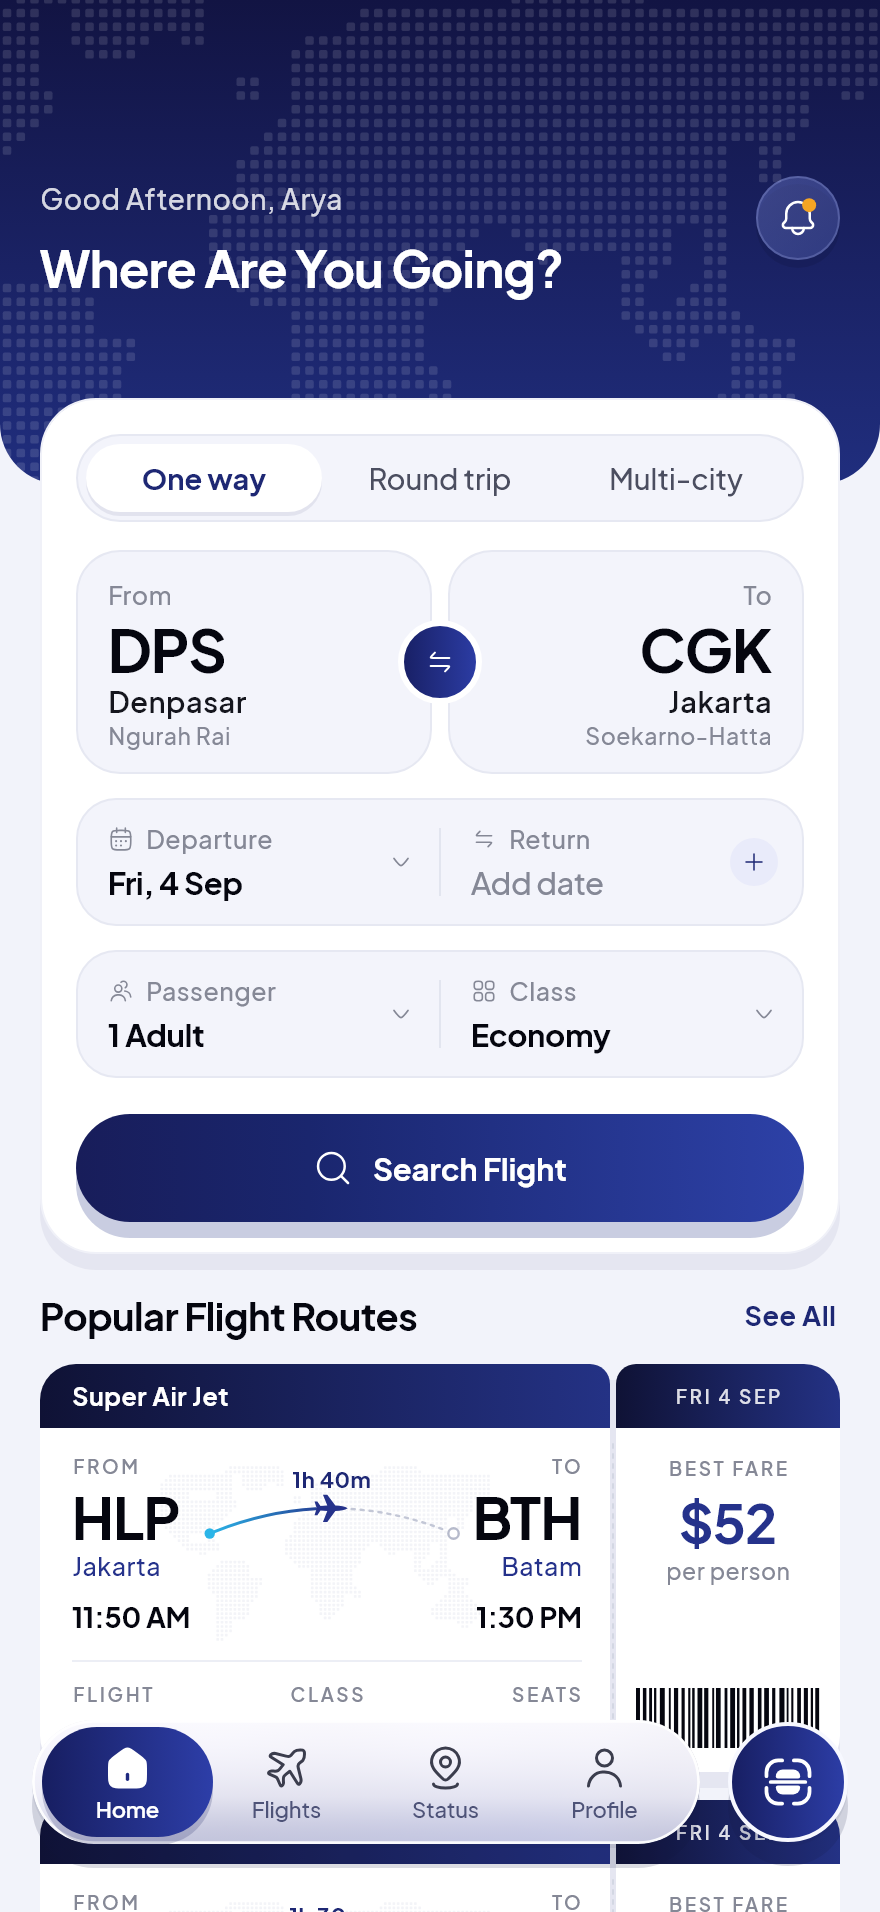 Good Afternoon, Arya
Where Are You Going?
One way Round trip Multi-city
From To
DPS CGK
Denpasar Jakarta
Ngurah Rai Soekarno-Hatta
Departure Return
Fri, 4 Sep Add date
Passenger Class
1 Adult Economy
Search Flight
Popular Flight Routes See All
Super Air Jet FRI 4 SEP
FROM TO BEST FARE
1h 40m
HLP BTH $52
Jakarta Batam per person
11:50 AM 1:30 PM
FLIGHT CLASS SEATS
Home Flights Status Profile
FRI 4
FROM TO BEST FARE